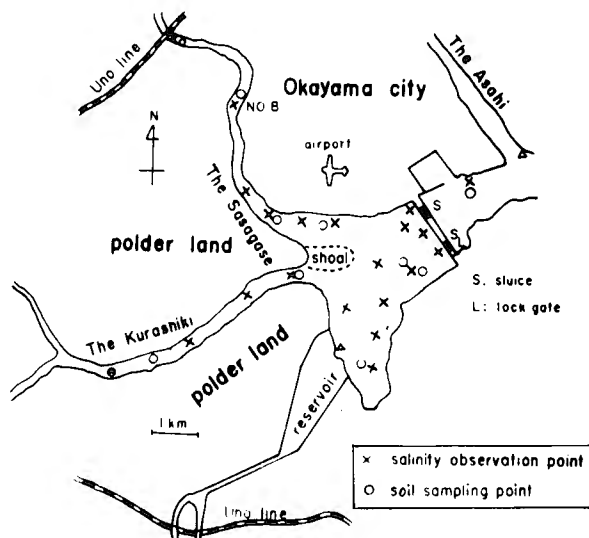 Uno line
Okayama city
The Asahi
NO 8
N
airport
The Sasagase
S
S
polder land
shoal
S. sluice
L: lock gate
The Kurashiki
polder land
reservoir
1 km
x salinity observation point
o soil sampling point
Uno line